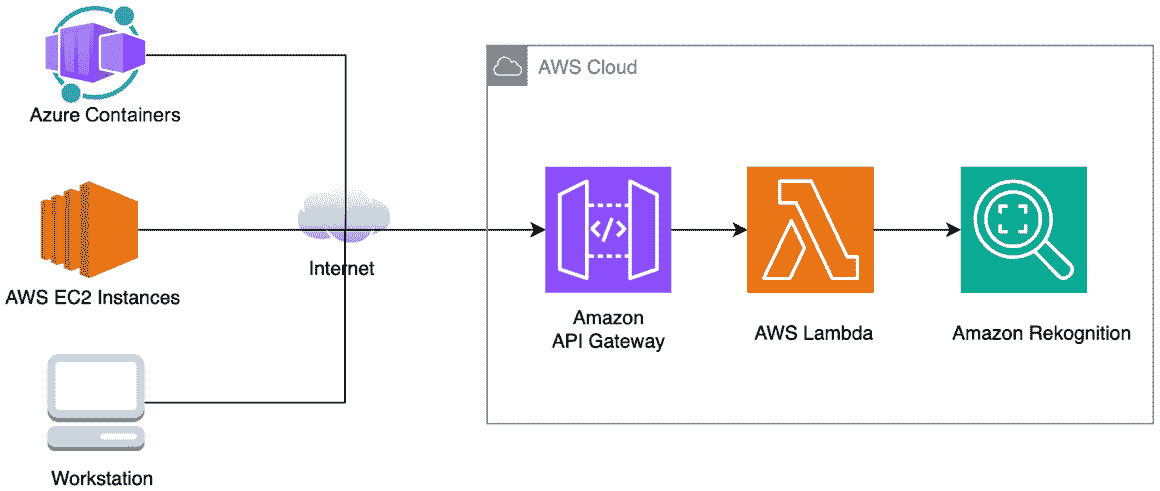 Azure Containers
AWS EC2 Instances
Workstation
Internet
AWS Cloud
</>
Amazon
API Gateway
AWS Lambda
Amazon Rekognition